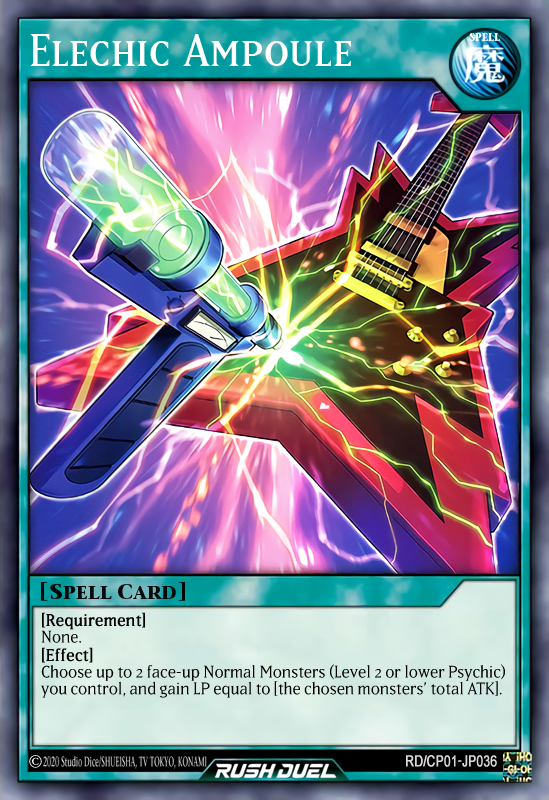 Elechic Ampoule
SPELL
魔
[Spell Card]
[Requirement]
None.
[Effect]
Choose up to 2 face-up Normal Monsters (Level 2 or lower Psychic)
you control, and gain LP equal to [the chosen monsters' total ATK].
©2020 Studio Dice/SHUEISHA, TV TOKYO, KONAMI
RUSH DUEL
RD/CP01-JP036